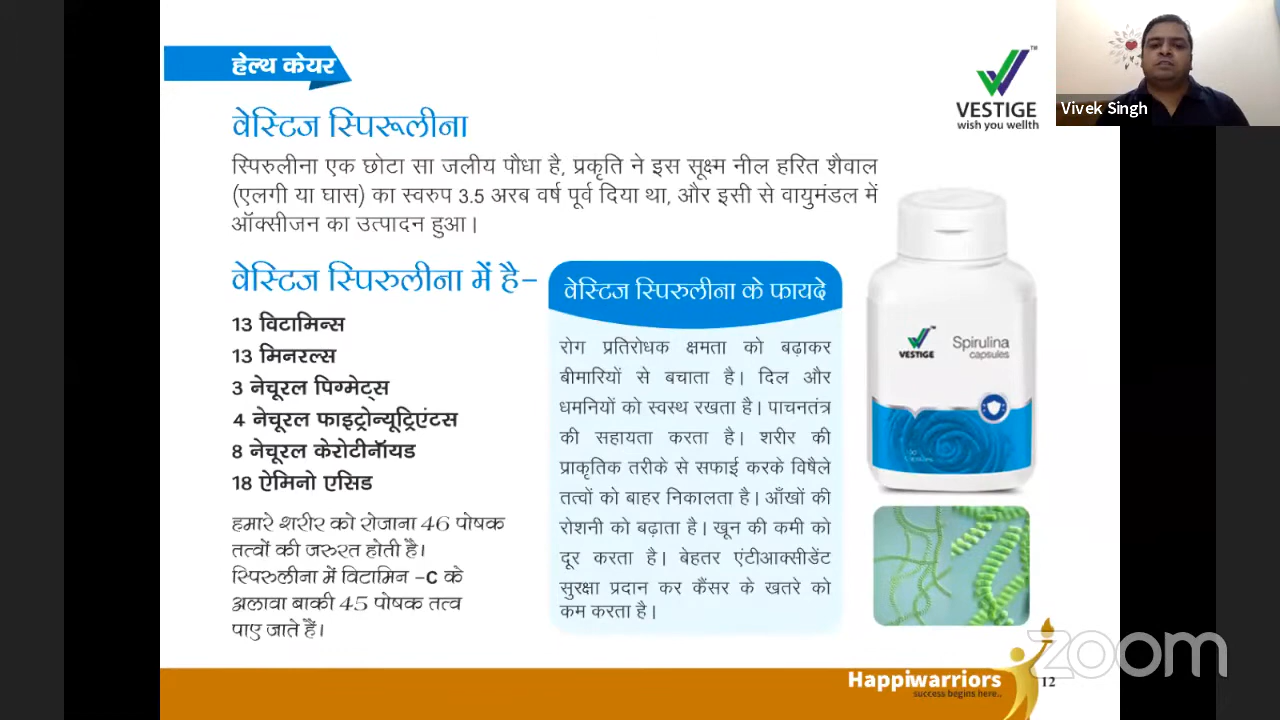 हेल्थ केयर
VESTIGE
wish you wellth
Vivek Singh
वेस्टिज स्पिरूलीना
स्पिरुलीना एक छोटा सा जलीय पौधा है, प्रकृति ने इस सूक्ष्म नील हरित शैवाल
(एलगी या घास) का स्वरुप 3.5 अरब वर्ष पूर्व दिया था, और इसी से वायुमंडल में
ऑक्सीजन का उत्पादन हुआ।
वेस्टिज स्पिरुलीना में है-
13 विटामिन्स
13 मिनरल्स
3 नेचूरल पिग्मेट्स
4 नेचूरल फाइट्रोन्यूट्रिएंटस
8 नेचूरल केरोटीनॉयड
18 ऐमिनो एसिड
हमारे शरीर को रोजाना 46 पोषक
तत्वों की जरुरत होती है।
स्पिरुलीना में विटामिन -C के
अलावा बाकी 45 पोषक तत्व
पाए जाते हैं।
वेस्टिज स्पिरुलीना के फायदे
रोग प्रतिरोधक क्षमता को बढ़ाकर
बीमारियों से बचाता है। दिल और
धमनियों को स्वस्थ रखता है। पाचनतंत्र
की सहायता करता है। शरीर की
प्राकृतिक तरीके से सफाई करके विषैले
तत्वों को बाहर निकालता है। आँखों की
रोशनी को बढ़ाता है। खून की कमी को
दूर करता है। बेहतर एंटीआक्सीडेंट
सुरक्षा प्रदान कर कैंसर के खतरे को
कम करता है।
VESTIGE
Spirulina
capsules
Happiwarriors
success begins here..
12
zoom